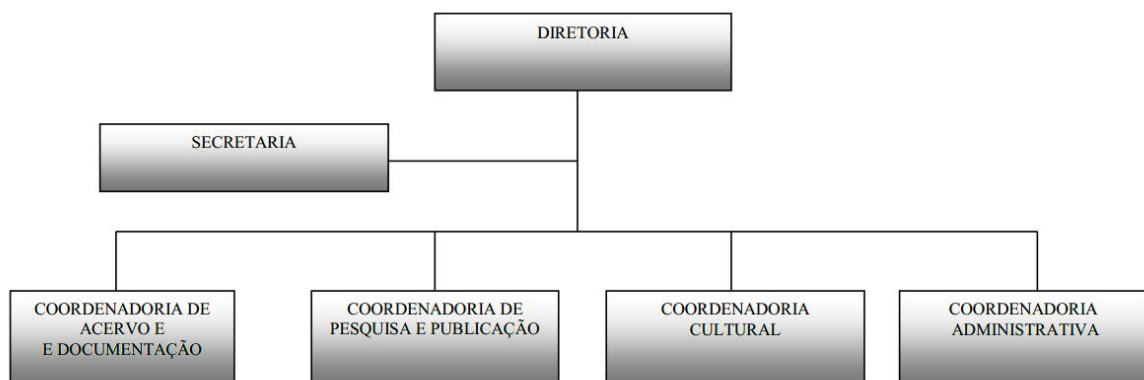 DIRETORIA
SECRETARIA
COORDENADORIA DE
ACERVO E
E DOCUMENTAÇÃO
COORDENADORIA DE
PESQUISA E PUBLICAÇÃO
COORDENADORIA
CULTURAL
COORDENADORIA
ADMINISTRATIVA